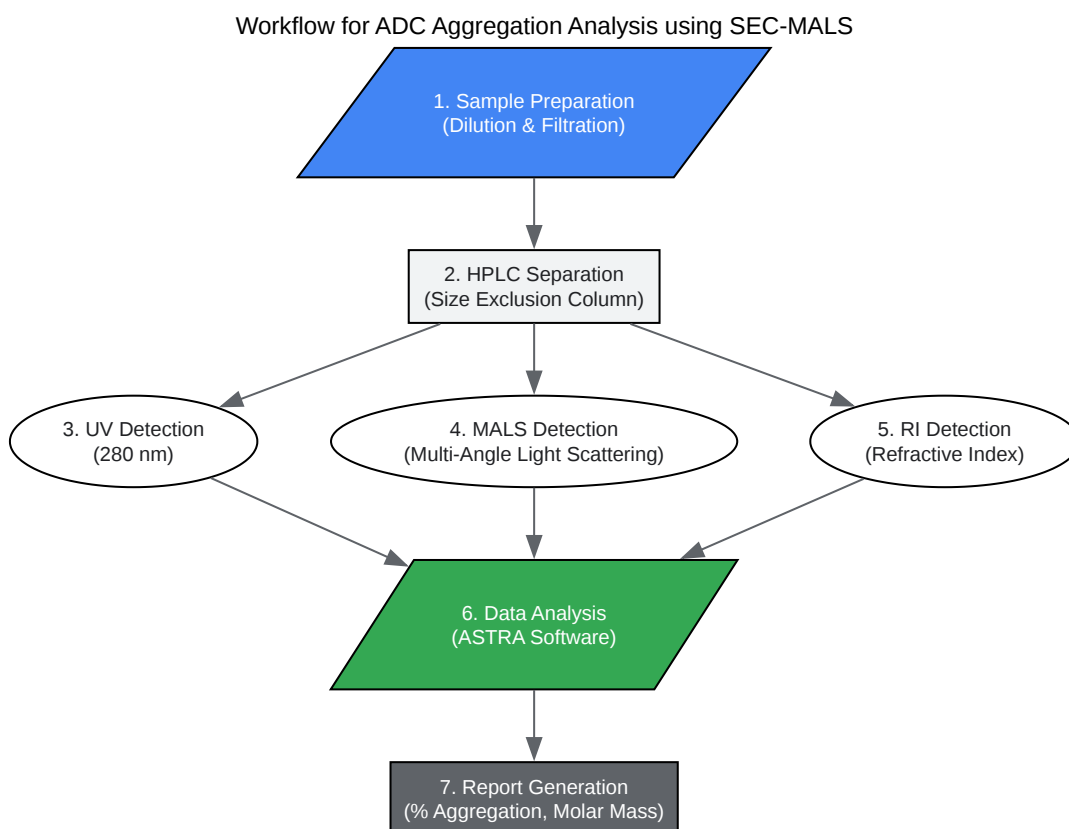 Workflow for ADC Aggregation Analysis using SEC-MALS
1. Sample Preparation
(Dilution & Filtration)
2. HPLC Separation
(Size Exclusion Column)
3. UV Detection
(280 nm)
4. MALS Detection
(Multi-Angle Light Scattering)
5. RI Detection
(Refractive Index)
6. Data Analysis
(ASTRA Software)
7. Report Generation
(% Aggregation, Molar Mass)